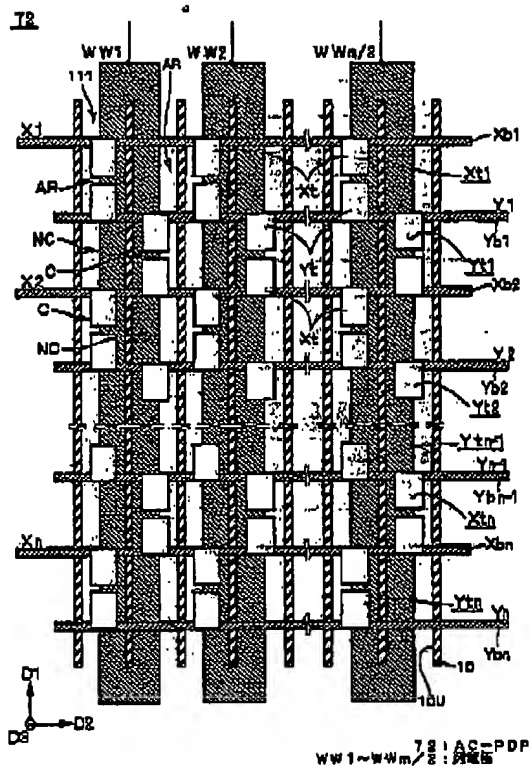 72
WW1 WW2 WWm/2
111 AR
X1 Xb1
Xt Xt1
AR
Y1
NC Yb1
Yt Yt1
C
X2 Xb2
C Xt
NC Y2
Yb2
Yt2
Ytn-1
Yn-1
Ybn-1
Xtn
Xn Xbn
Yn
Ytn
Ybn
10
10U
D1
D3 D2
72: AC-PDP
WW1~WWm/2: